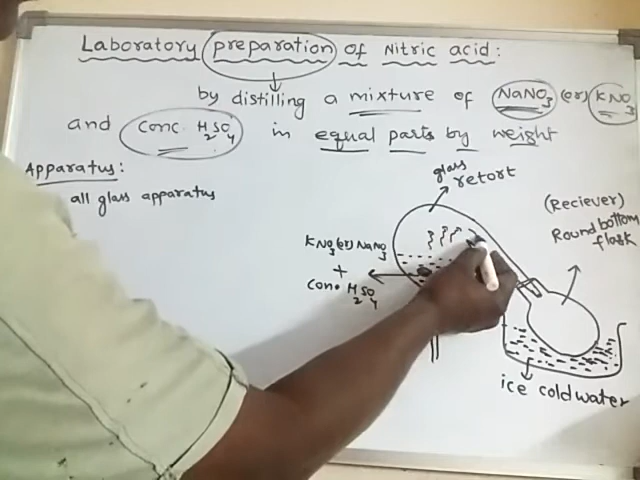 Laboratory preparation of Nitric acid:
by distilling a mixture of NaNO3 (or) KNO3
and Conc. H2SO4 in equal parts by weight
Apparatus:
all glass apparatus
glass
retort
(Reciever)
Round bottom
flask
KNO3 (or) NaNO3
+
Conc. H2SO4
ice cold water